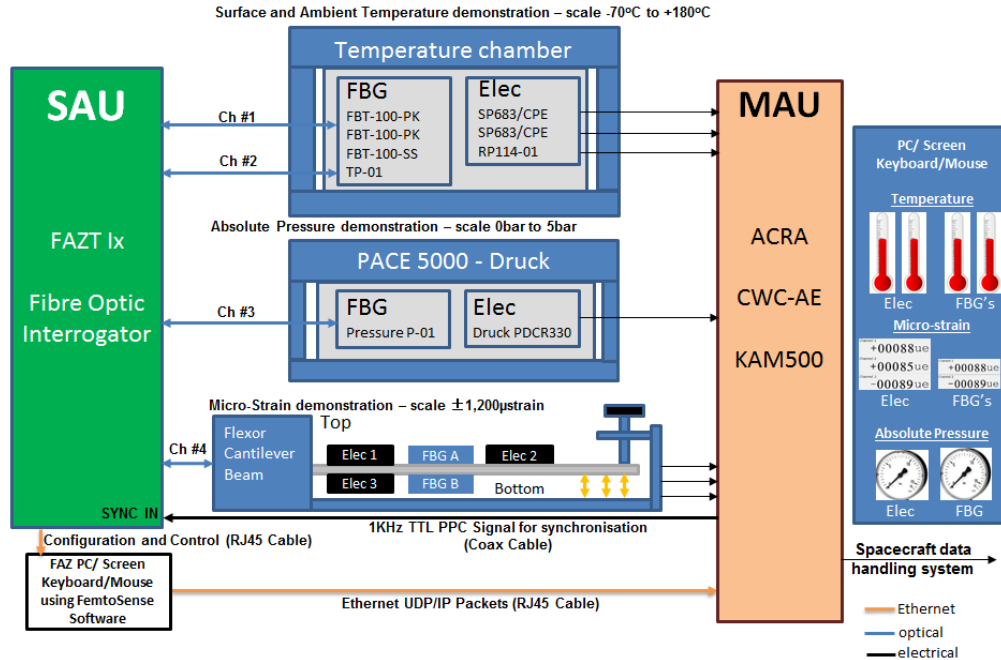 Surface and Ambient Temperature demonstration – scale -70ºC to +180ºC
Temperature chamber
FBG
FBT-100-PK
FBT-100-PK
FBT-100-SS
TP-01
Elec
SP683/CPE
SP683/CPE
RP114-01
SAU
FAZT Ix
Fibre Optic
Interrogator
SYNC IN
Ch #1
Ch #2
Absolute Pressure demonstration – scale 0bar to 5bar
PACE 5000 - Druck
FBG
Pressure P-01
Elec
Druck PDCR330
Ch #3
Micro-Strain demonstration – scale ±1,200µstrain
Flexor
Cantilever
Beam
Top
Elec 1
FBG A
Elec 2
Elec 3
FBG B
Bottom
Ch #4
1KHz TTL PPC Signal for synchronisation
(Coax Cable)
Configuration and Control (RJ45 Cable)
FAZ PC/ Screen
Keyboard/Mouse
using FemtoSense
Software
Ethernet UDP/IP Packets (RJ45 Cable)
MAU
ACRA
CWC-AE
KAM500
PC/ Screen
Keyboard/Mouse
Temperature
Elec
FBG's
Micro-strain
+00088ue
+00085ue
-00089ue
+00088ue
-00089ue
Elec
FBG's
Absolute Pressure
Elec
FBG
Spacecraft data
handling system
Ethernet
optical
electrical